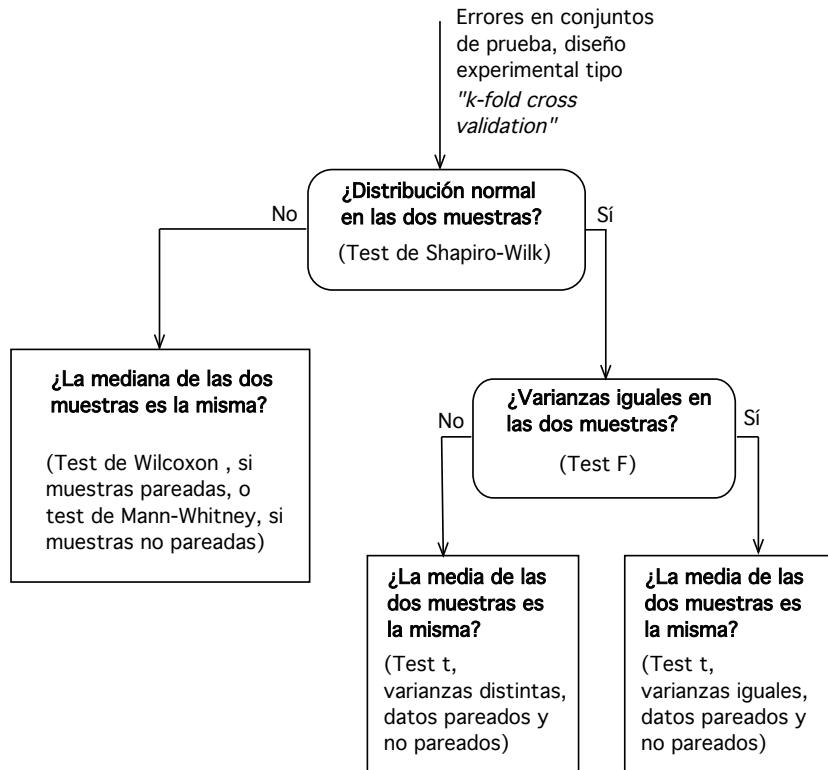 Errores en conjuntos
de prueba, diseño
experimental tipo
"k-fold cross
validation"
¿Distribución normal
en las dos muestras?
(Test de Shapiro-Wilk)
No
Sí
¿La mediana de las dos
muestras es la misma?
(Test de Wilcoxon , si
muestras pareadas, o
test de Mann-Whitney, si
muestras no pareadas)
¿Varianzas iguales en
las dos muestras?
(Test F)
No
Sí
¿La media de las
dos muestras es
la misma?
(Test t,
varianzas distintas,
datos pareados y
no pareados)
¿La media de las
dos muestras es
la misma?
(Test t,
varianzas iguales,
datos pareados y
no pareados)